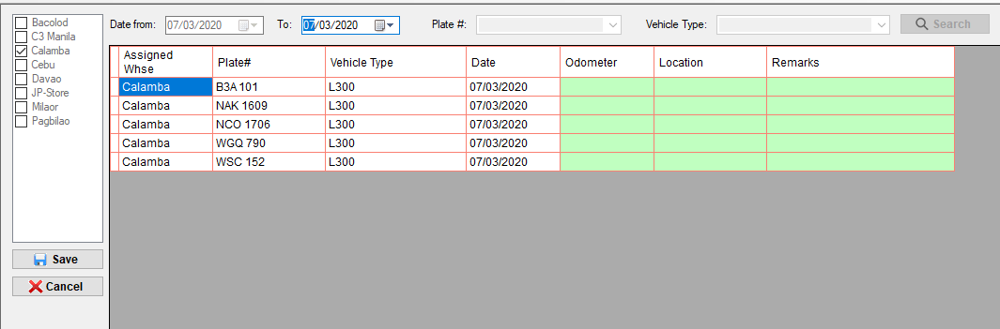 Bacolod
C3 Manila
Calamba
Cebu
Davao
JP-Store
Milaor
Pagbilao
Save
Cancel
Date from: 07/03/2020 To: 07/03/2020 Plate #: Vehicle Type: Search
Assigned Whse Plate# Vehicle Type Date Odometer Location Remarks
Calamba B3A 101 L300 07/03/2020
Calamba NAK 1609 L300 07/03/2020
Calamba NCO 1706 L300 07/03/2020
Calamba WGQ 790 L300 07/03/2020
Calamba WSC 152 L300 07/03/2020